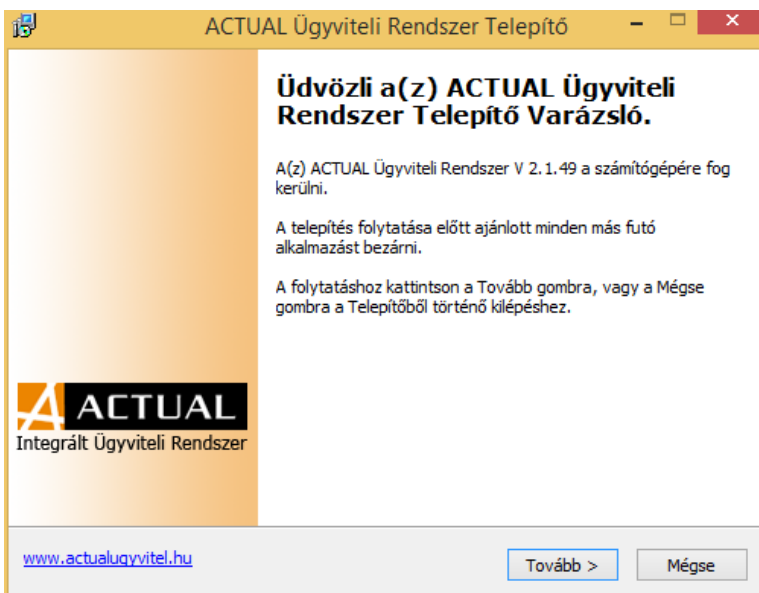 ACTUAL Ügyviteli Rendszer Telepítő
Üdvözli a(z) ACTUAL Ügyviteli
Rendszer Telepítő Varázsló.
A(z) ACTUAL Ügyviteli Rendszer V 2.1.49 a számítógépére fog
kerülni.
A telepítés folytatása előtt ajánlott minden más futó
alkalmazást bezárni.
A folytatáshoz kattintson a Tovább gombra, vagy a Mégse
gombra a Telepítőből történő kilépéshez.
ACTUAL
Integrált Ügyviteli Rendszer
www.actualugyvitel.hu
Tovább >
Mégse